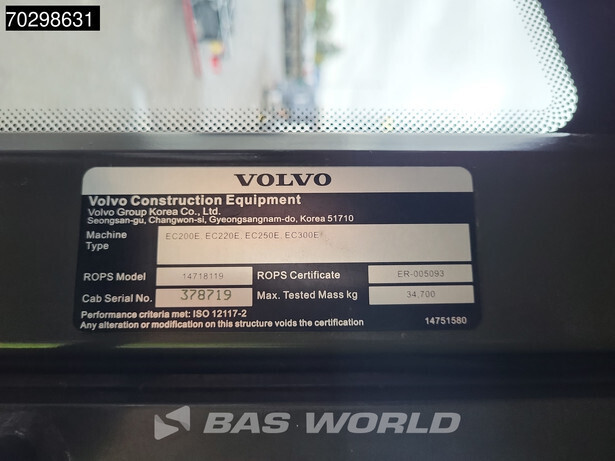 70298631
VOLVO
Volvo Construction Equipment
Volvo Group Korea Co., Ltd.
Seongsan-gu, Changwon-si, Gyeongsangnam-do, Korea 51710
Machine Type EC200E, EC220E, EC250E, EC300E
ROPS Model 14718119 ROPS Certificate ER-005093
Cab Serial No. 378719 Max. Tested Mass kg 34,700
Performance criteria met: ISO 12117-2
Any alteration or modification on this structure voids the certification 14751580
BAS WORLD